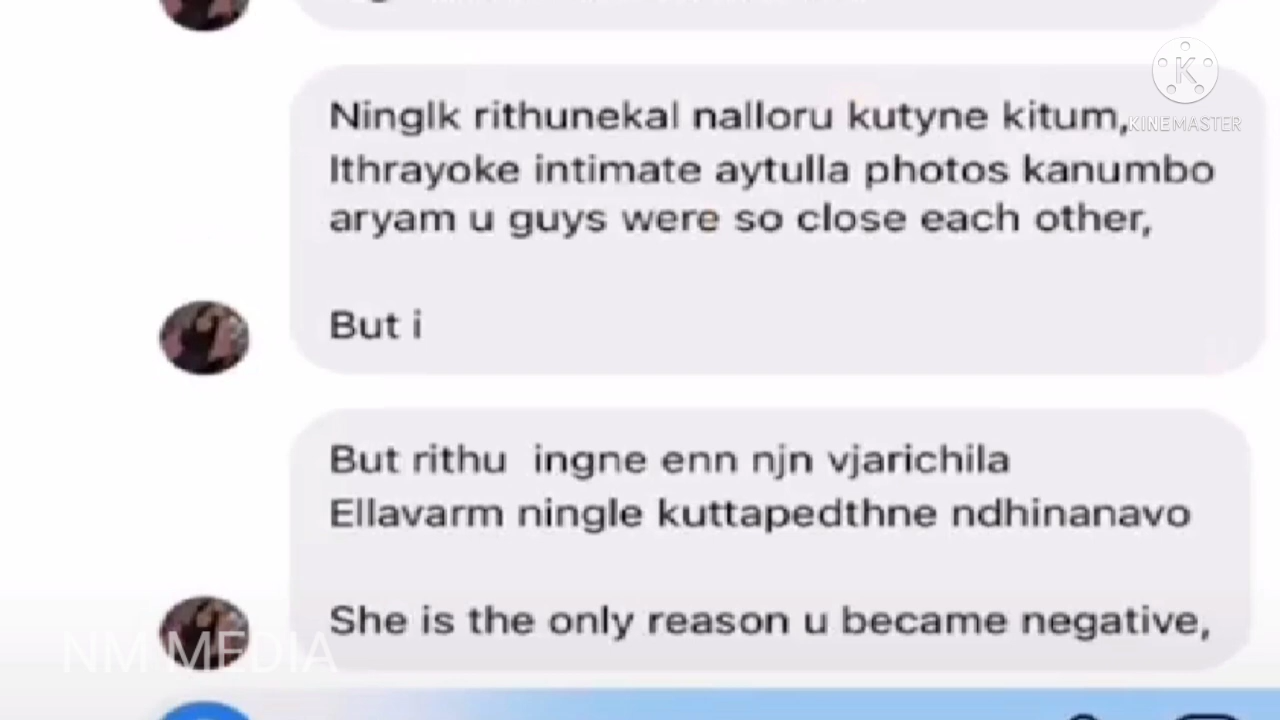 Ninglk rithunekal nalloru kutyne kitum,
KINEMASTER
Ithrayoke intimate aytulla photos kanumbo
aryam u guys were so close each other,
But i
But rithu ingne enn njn vjarichila
Ellavarm ningle kuttapedthne ndhinanavo
She is the only reason u became negative,
NM MEDIA